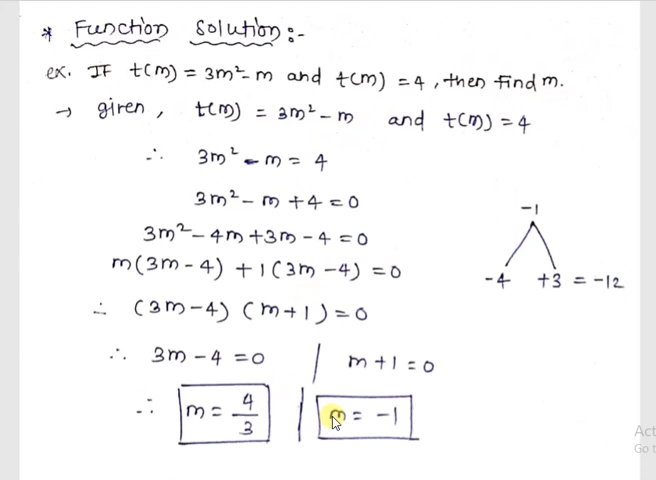 * Function Solution :-
ex. IF t(m) = 3m² - m and t(m) = 4, then find m.
→ given, t(m) = 3m² - m and t(m) = 4
∴ 3m² - m = 4
3m² - m + 4 = 0
3m² - 4m + 3m - 4 = 0
m(3m - 4) + 1(3m - 4) = 0
∴ (3m - 4) (m + 1) = 0
∴ 3m - 4 = 0 | m + 1 = 0
∴ m = 4/3 | m = -1
-1
-4 +3 = -12
Act
Go t